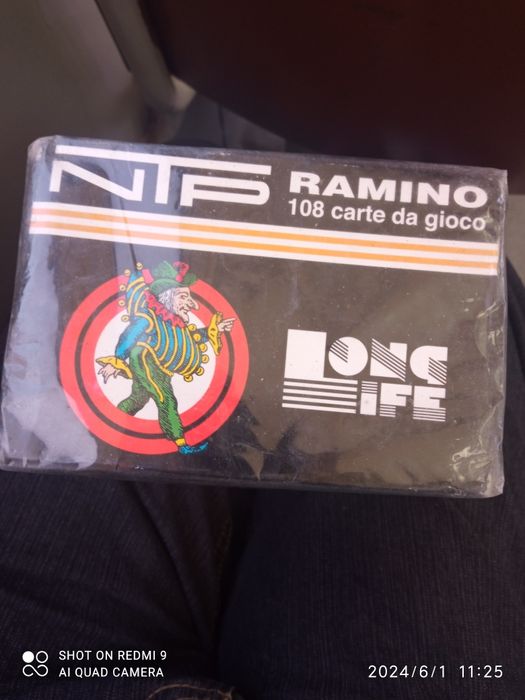 NTP
RAMINO
108 carte da gioco
LONG
LIFE
SHOT ON REDMI 9
AI QUAD CAMERA
2024/6/1 11:25